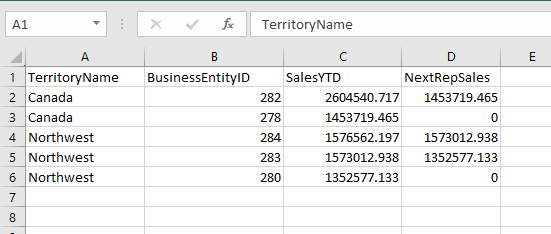 A1 fx TerritoryName
A B C D E
1 TerritoryName BusinessEntityID SalesYTD NextRepSales
2 Canada 282 2604540.717 1453719.465
3 Canada 278 1453719.465 0
4 Northwest 284 1576562.197 1573012.938
5 Northwest 283 1573012.938 1352577.133
6 Northwest 280 1352577.133 0
7
8